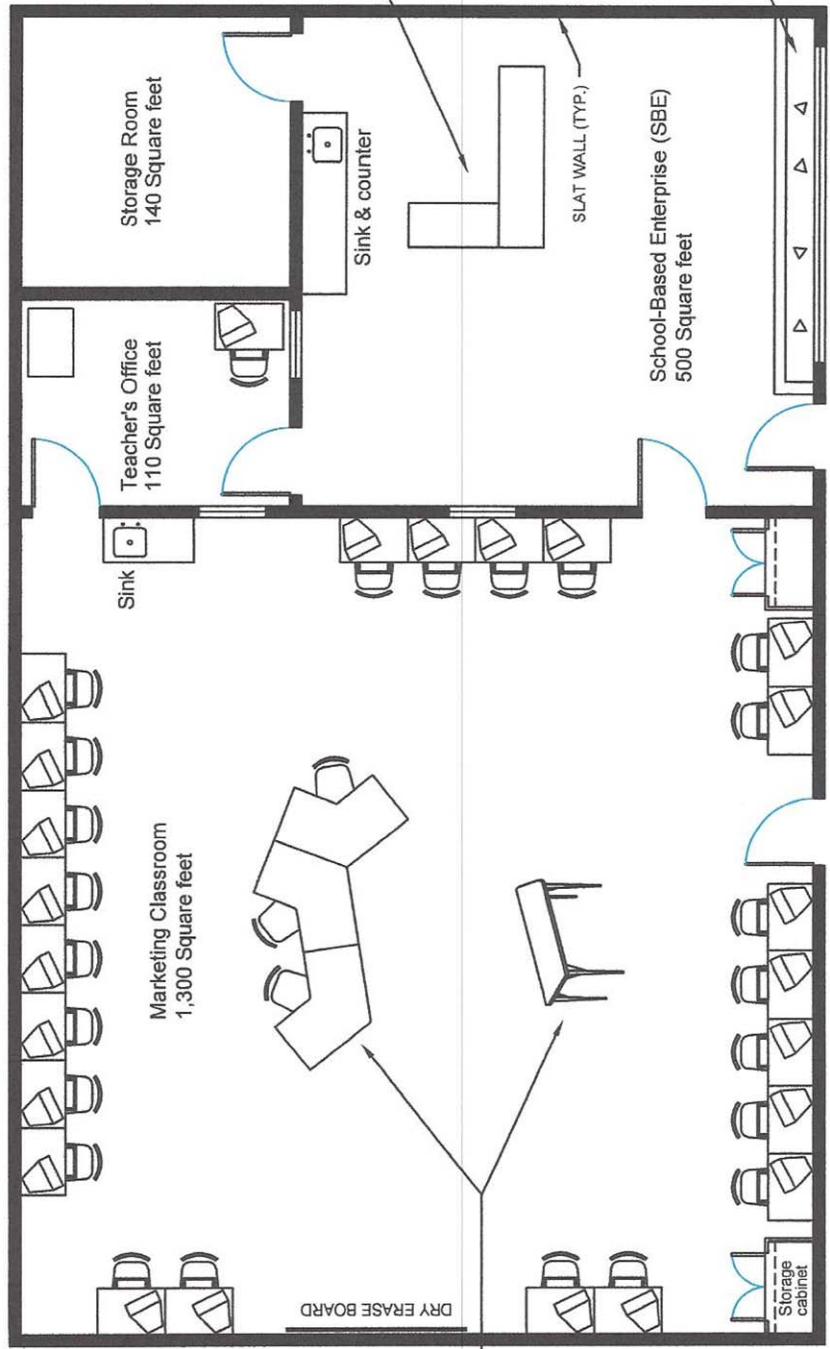 Storage Room
140 Square feet
Sink & counter
SLAT WALL (TYP.)
Teacher's Office
110 Square feet
School-Based Enterprise (SBE)
500 Square feet
Sink
Marketing Classroom
1,300 Square feet
DRY ERASE BOARD
Storage
cabinet